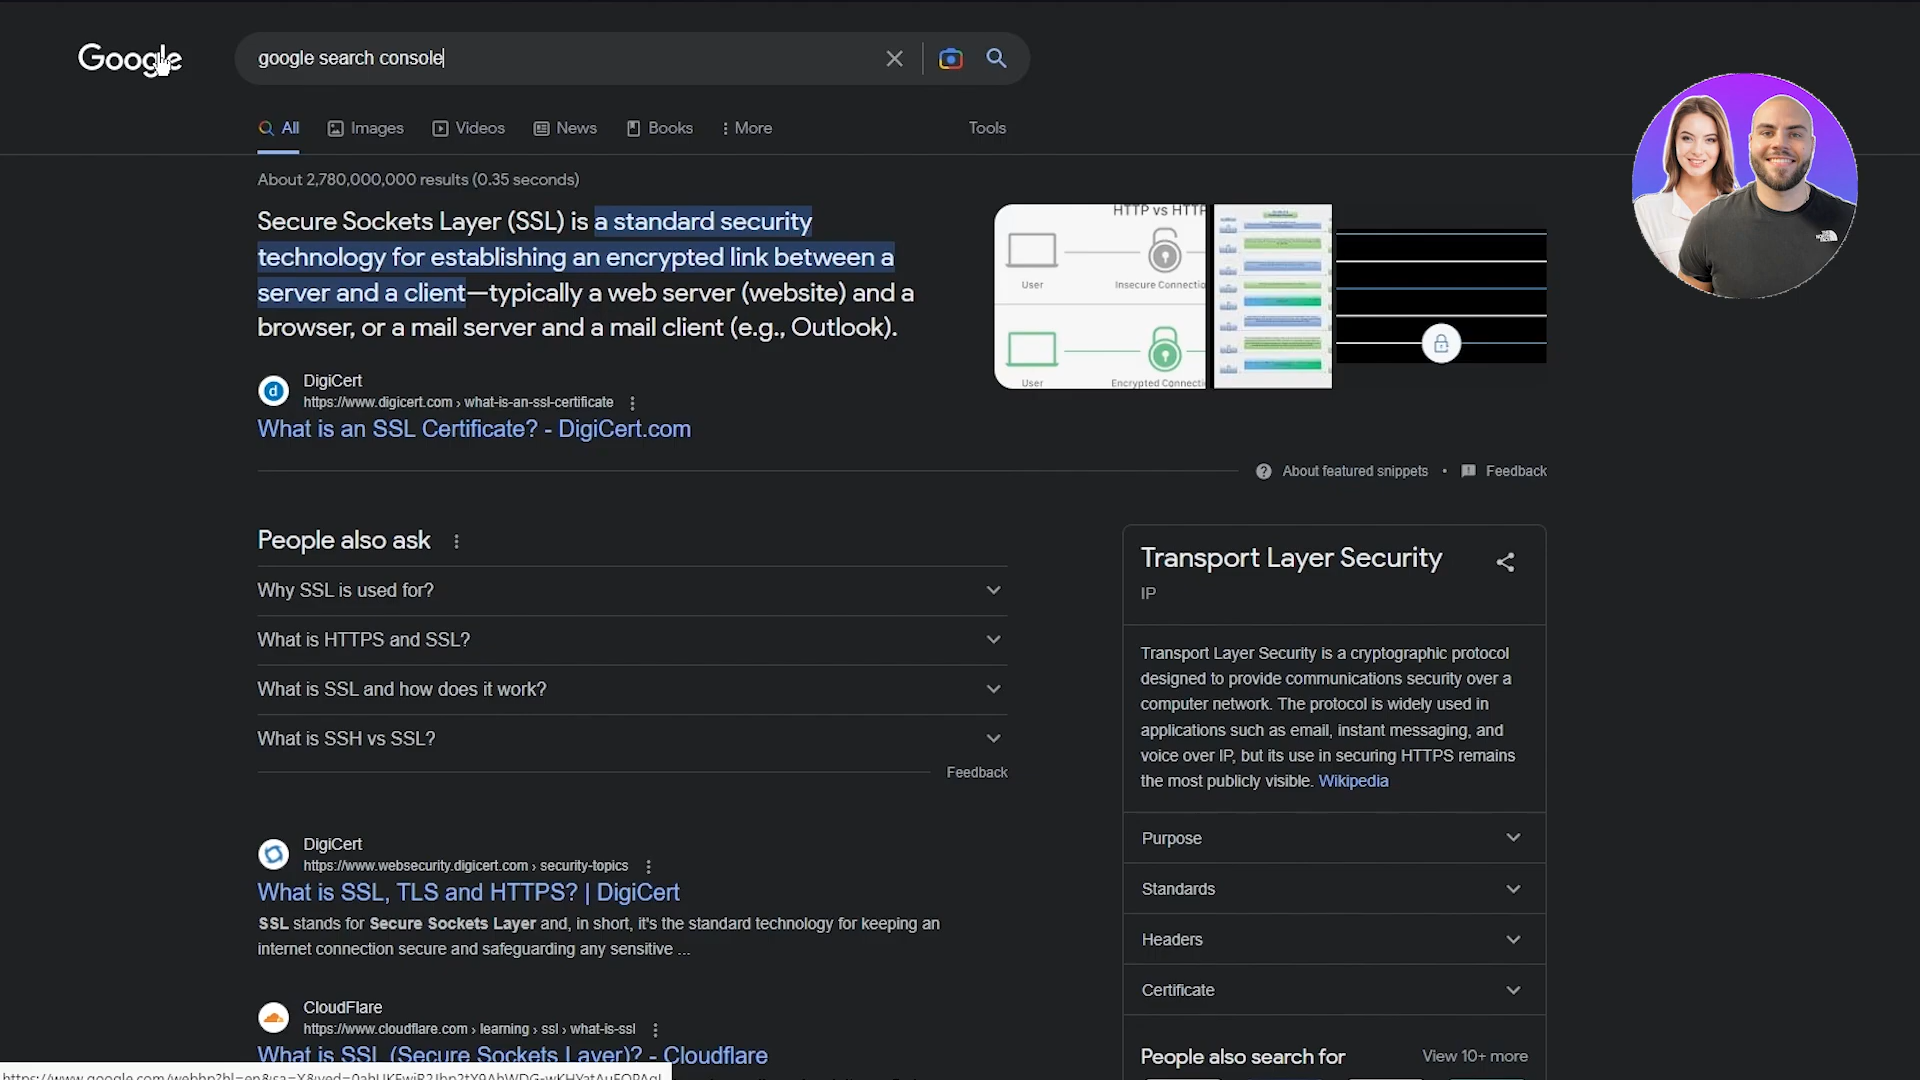 Google
google search console
All
Images
Videos
News
Books
More
Tools
About 2,780,000,000 results (0.35 seconds)
Secure Sockets Layer (SSL) is a standard security
technology for establishing an encrypted link between a
server and a client—typically a web server (website) and a
browser, or a mail server and a mail client (e.g., Outlook).
HTTP vs HTTP
User
Insecure Connectio
User
Encrypted Connecti
DigiCert
https://www.digicert.com › what-is-an-ssl-certificate
What is an SSL Certificate? - DigiCert.com
About featured snippets
•
Feedback
People also ask
Why SSL is used for?
What is HTTPS and SSL?
What is SSL and how does it work?
What is SSH vs SSL?
Feedback
DigiCert
https://www.websecurity.digicert.com › security-topics
What is SSL, TLS and HTTPS? | DigiCert
SSL stands for Secure Sockets Layer and, in short, it's the standard technology for keeping an
internet connection secure and safeguarding any sensitive ...
CloudFlare
https://www.cloudflare.com › learning › ssl › what-is-ssl
What is SSL (Secure Sockets Layer)? - Cloudflare
Transport Layer Security
IP
Transport Layer Security is a cryptographic protocol
designed to provide communications security over a
computer network. The protocol is widely used in
applications such as email, instant messaging, and
voice over IP, but its use in securing HTTPS remains
the most publicly visible. Wikipedia
Purpose
Standards
Headers
Certificate
People also search for
View 10+ more